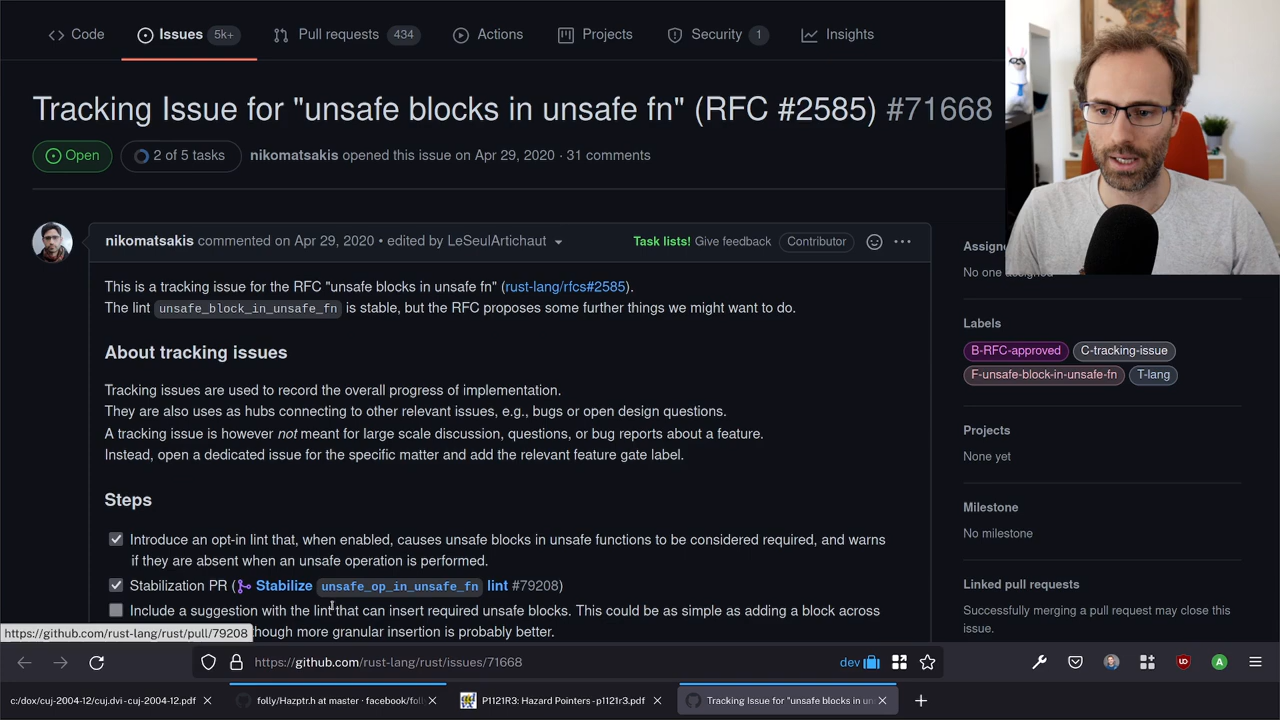 Code
Issues 5k+
Pull requests 434
Actions
Projects
Security 1
Insights
Tracking Issue for "unsafe blocks in unsafe fn" (RFC #2585) #71668
Open
2 of 5 tasks
nikomatsakis opened this issue on Apr 29, 2020 · 31 comments
nikomatsakis commented on Apr 29, 2020 • edited by LeSeulArtichaut
Task lists! Give feedback
Contributor
This is a tracking issue for the RFC "unsafe blocks in unsafe fn" (rust-lang/rfcs#2585).
The lint unsafe_block_in_unsafe_fn is stable, but the RFC proposes some further things we might want to do.
About tracking issues
Tracking issues are used to record the overall progress of implementation.
They are also uses as hubs connecting to other relevant issues, e.g., bugs or open design questions.
A tracking issue is however not meant for large scale discussion, questions, or bug reports about a feature.
Instead, open a dedicated issue for the specific matter and add the relevant feature gate label.
Steps
Introduce an opt-in lint that, when enabled, causes unsafe blocks in unsafe functions to be considered required, and warns
if they are absent when an unsafe operation is performed.
Stabilization PR ( Stabilize unsafe_op_in_unsafe_fn lint #79208)
Include a suggestion with the lint that can insert required unsafe blocks. This could be as simple as adding a block across
though more granular insertion is probably better.
Assigne
No one assigned
Labels
B-RFC-approved
C-tracking-issue
F-unsafe-block-in-unsafe-fn
T-lang
Projects
None yet
Milestone
No milestone
Linked pull requests
Successfully merging a pull request may close this
issue.
https://github.com/rust-lang/rust/pull/79208
https://github.com/rust-lang/rust/issues/71668
dev
c:/dox/cuj-2004-12/cuj.dvi - cuj-2004-12.pdf
folly/Hazptr.h at master · facebook/fol
P1121R3: Hazard Pointers - p1121r3.pdf
Tracking Issue for "unsafe blocks in un